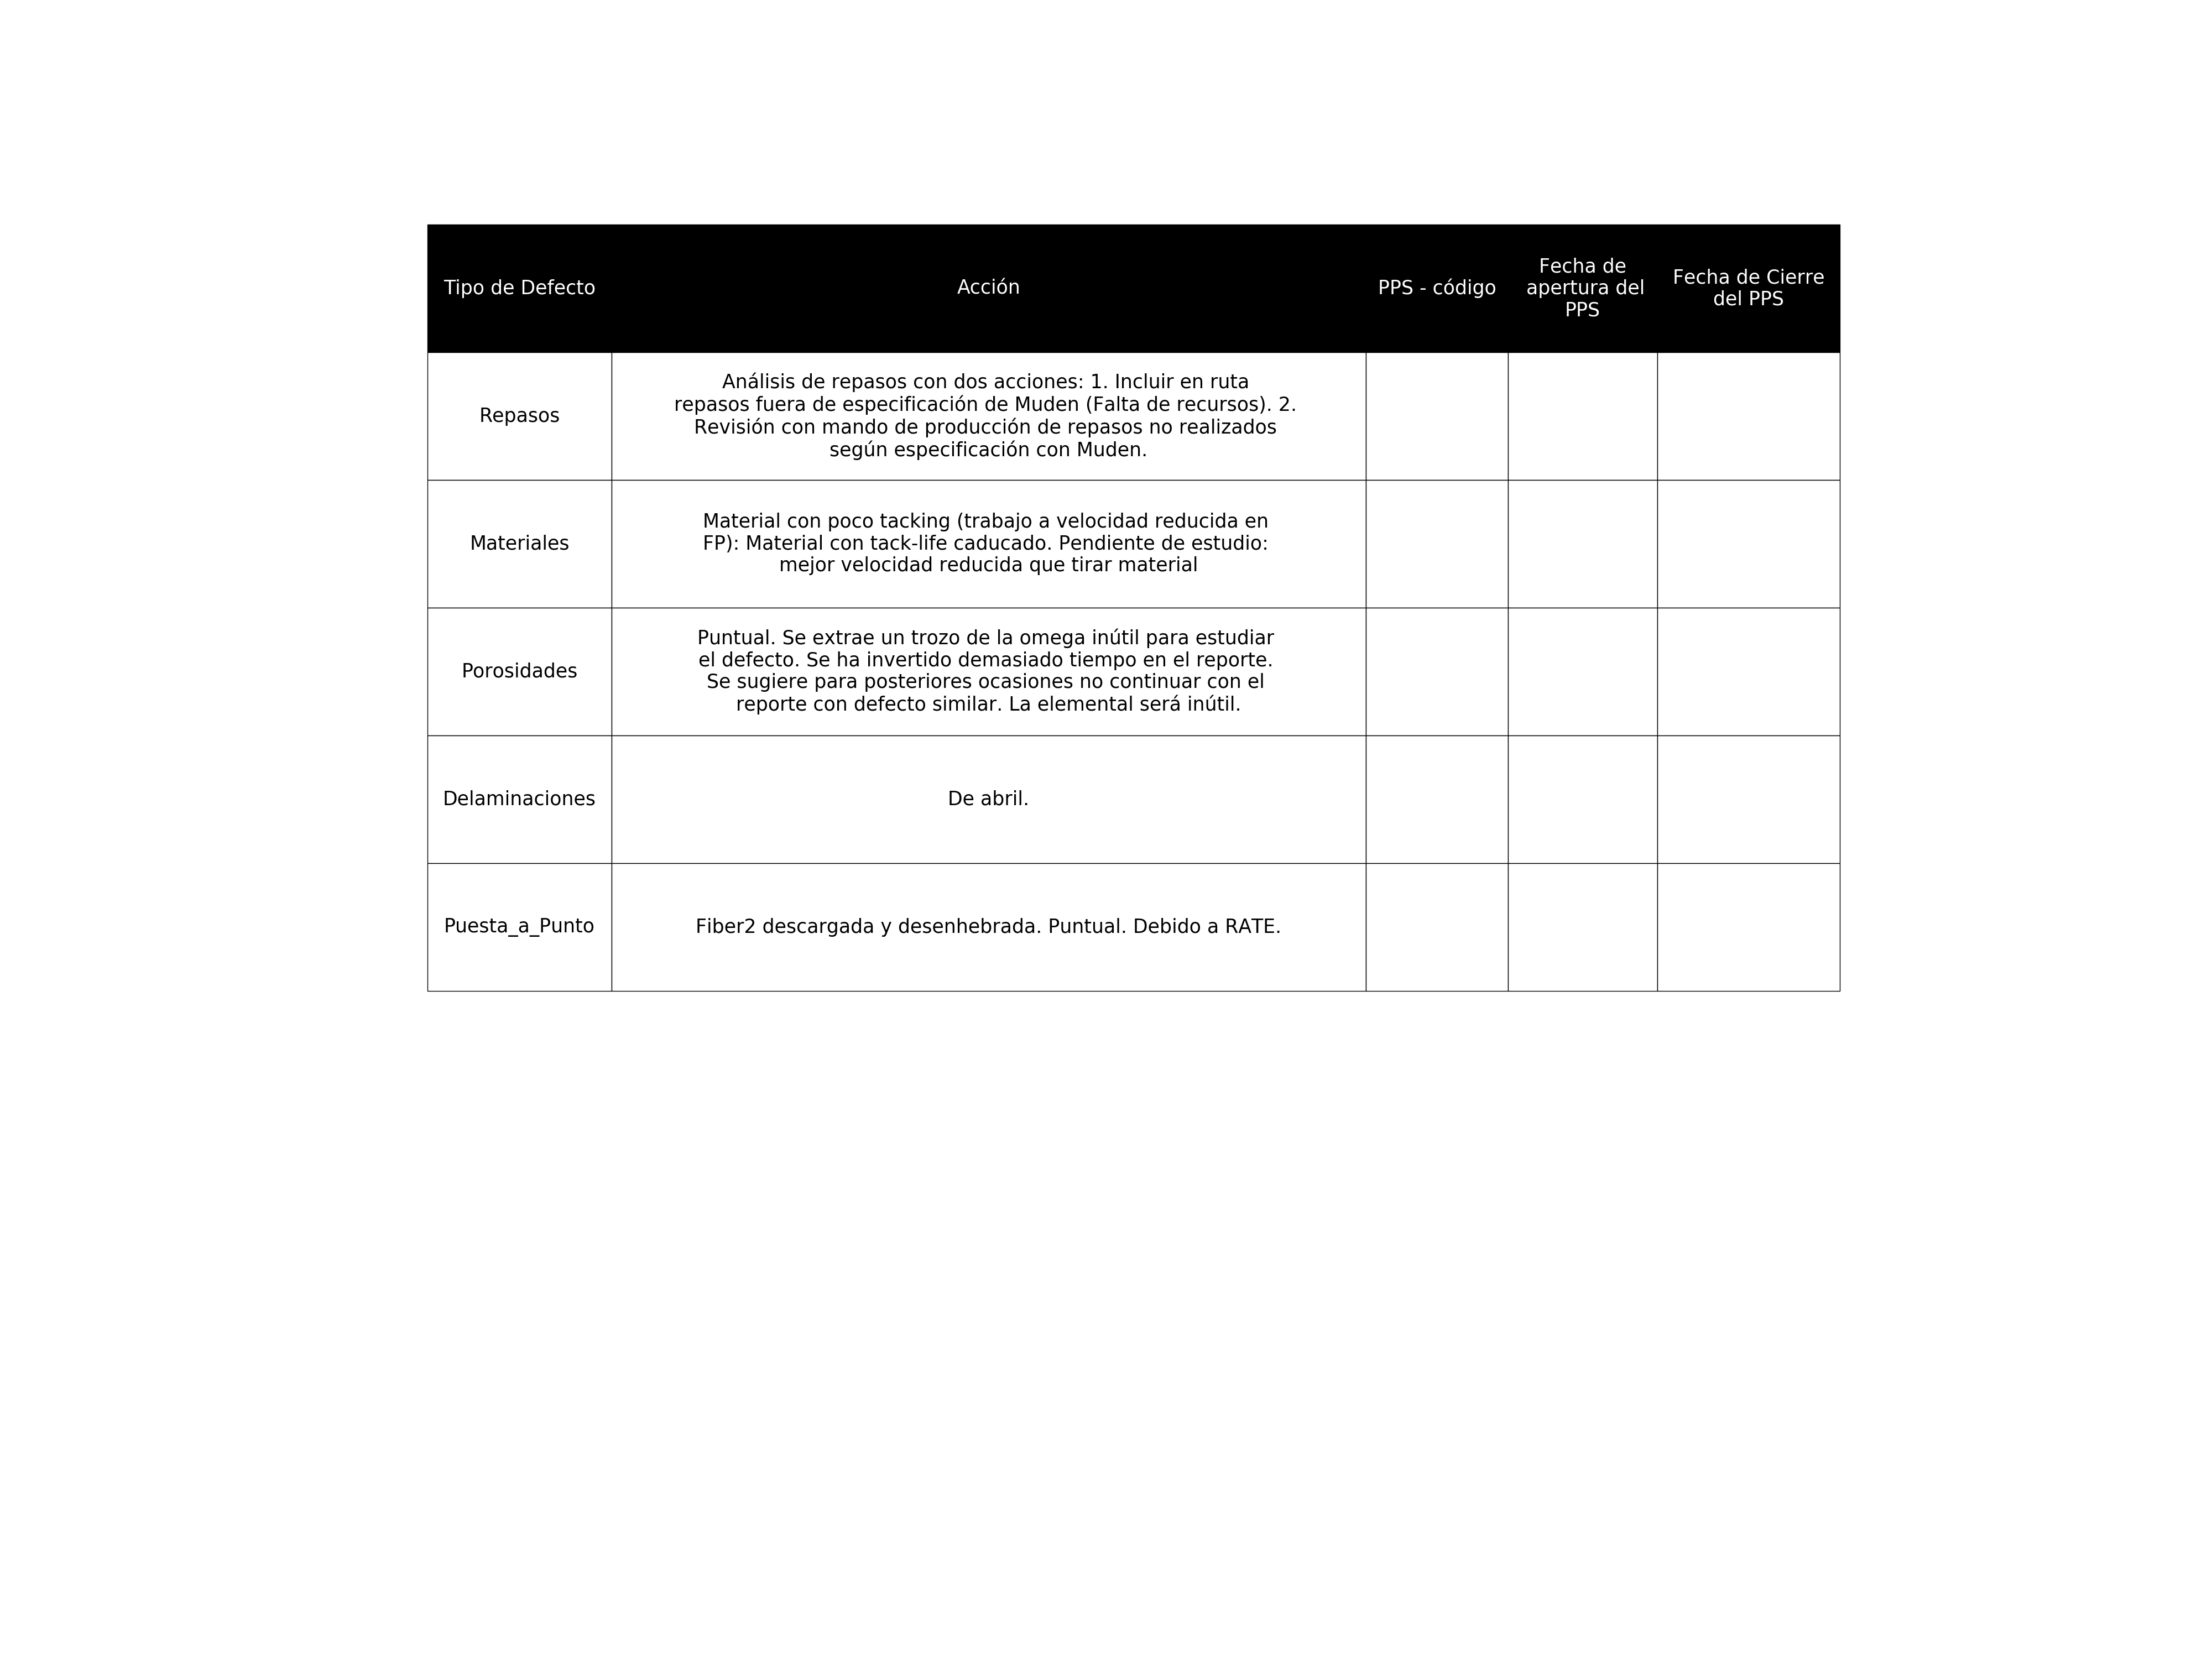 Tipo de Defecto
Acción
PPS - código
Fecha de
apertura del
PPS
Fecha de Cierre
del PPS
Repasos
Análisis de repasos con dos acciones: 1. Incluir en ruta
repasos fuera de especificación de Muden (Falta de recursos). 2.
Revisión con mando de producción de repasos no realizados
según especificación con Muden.
Materiales
Material con poco tacking (trabajo a velocidad reducida en
FP): Material con tack-life caducado. Pendiente de estudio:
mejor velocidad reducida que tirar material
Porosidades
Puntual. Se extrae un trozo de la omega inútil para estudiar
el defecto. Se ha invertido demasiado tiempo en el reporte.
Se sugiere para posteriores ocasiones no continuar con el
reporte con defecto similar. La elemental será inútil.
Delaminaciones
De abril.
Puesta_a_Punto
Fiber2 descargada y desenhebrada. Puntual. Debido a RATE.